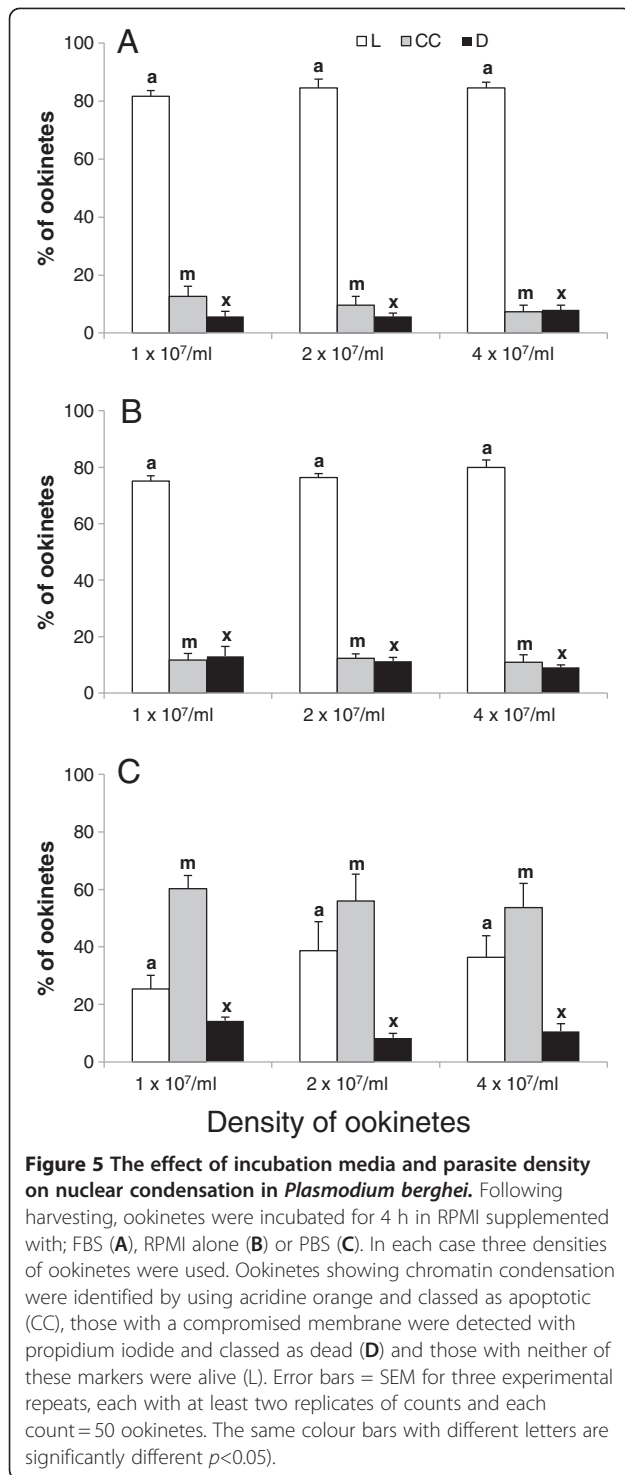 A
L CC D
100
80
60
40
20
0
% of ookinetes
a a a
m x m x m x
1 x 10⁷/ml 2 x 10⁷/ml 4 x 10⁷/ml
B
100
80
60
40
20
0
% of ookinetes
a a a
m x m x m x
1 x 10⁷/ml 2 x 10⁷/ml 4 x 10⁷/ml
C
100
80
60
40
20
0
% of ookinetes
a m x a m x a m x
1 x 10⁷/ml 2 x 10⁷/ml 4 x 10⁷/ml
Density of ookinetes
Figure 5 The effect of incubation media and parasite density
on nuclear condensation in Plasmodium berghei. Following
harvesting, ookinetes were incubated for 4 h in RPMI supplemented
with; FBS (A), RPMI alone (B) or PBS (C). In each case three densities
of ookinetes were used. Ookinetes showing chromatin condensation
were identified by using acridine orange and classed as apoptotic
(CC), those with a compromised membrane were detected with
propidium iodide and classed as dead (D) and those with neither of
these markers were alive (L). Error bars = SEM for three experimental
repeats, each with at least two replicates of counts and each
count = 50 ookinetes. The same colour bars with different letters are
significantly different p<0.05).